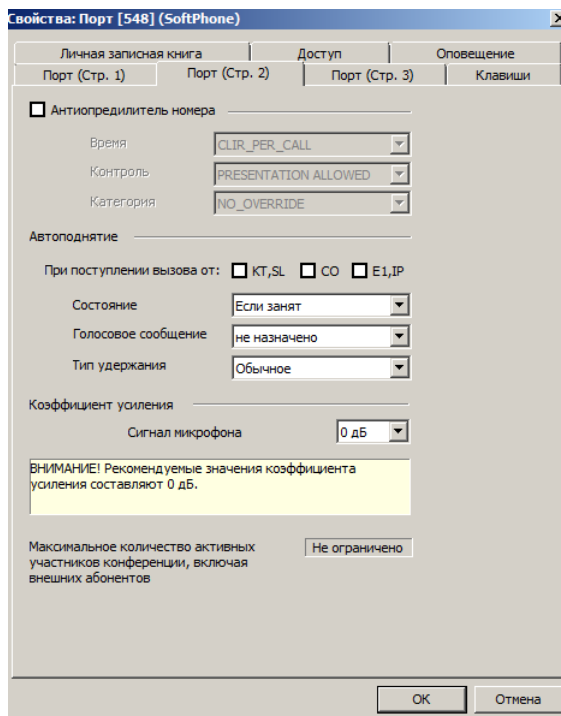 Свойства: Порт [548] (SoftPhone)
Личная записная книга Доступ Оповещение
Порт (Стр. 1) Порт (Стр. 2) Порт (Стр. 3) Клавиши
Антиопредилитель номера
Время CLIR_PER_CALL
Контроль PRESENTATION ALLOWED
Категория NO_OVERRIDE
Автоподнятие
При поступлении вызова от: KT,SL CO E1,IP
Состояние Если занят
Голосовое сообщение не назначено
Тип удержания Обычное
Коэффициент усиления
Сигнал микрофона 0 дБ
ВНИМАНИЕ! Рекомендуемые значения коэффициента
усиления составляют 0 дБ.
Максимальное количество активных Не ограничено
участников конференции, включая
внешних абонентов
OK Отмена